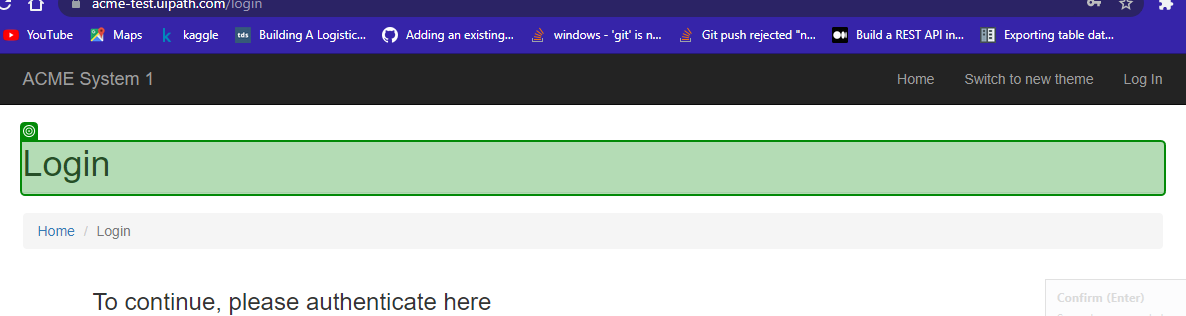 acme-test.uipath.com/login
YouTube Maps kaggle tds Building A Logistic... Adding an existing... windows - 'git' is n... Git push rejected "n... Build a REST API in... Exporting table dat...
ACME System 1 Home Switch to new theme Log In
Login
Home / Login
To continue, please authenticate here
Confirm (Enter)